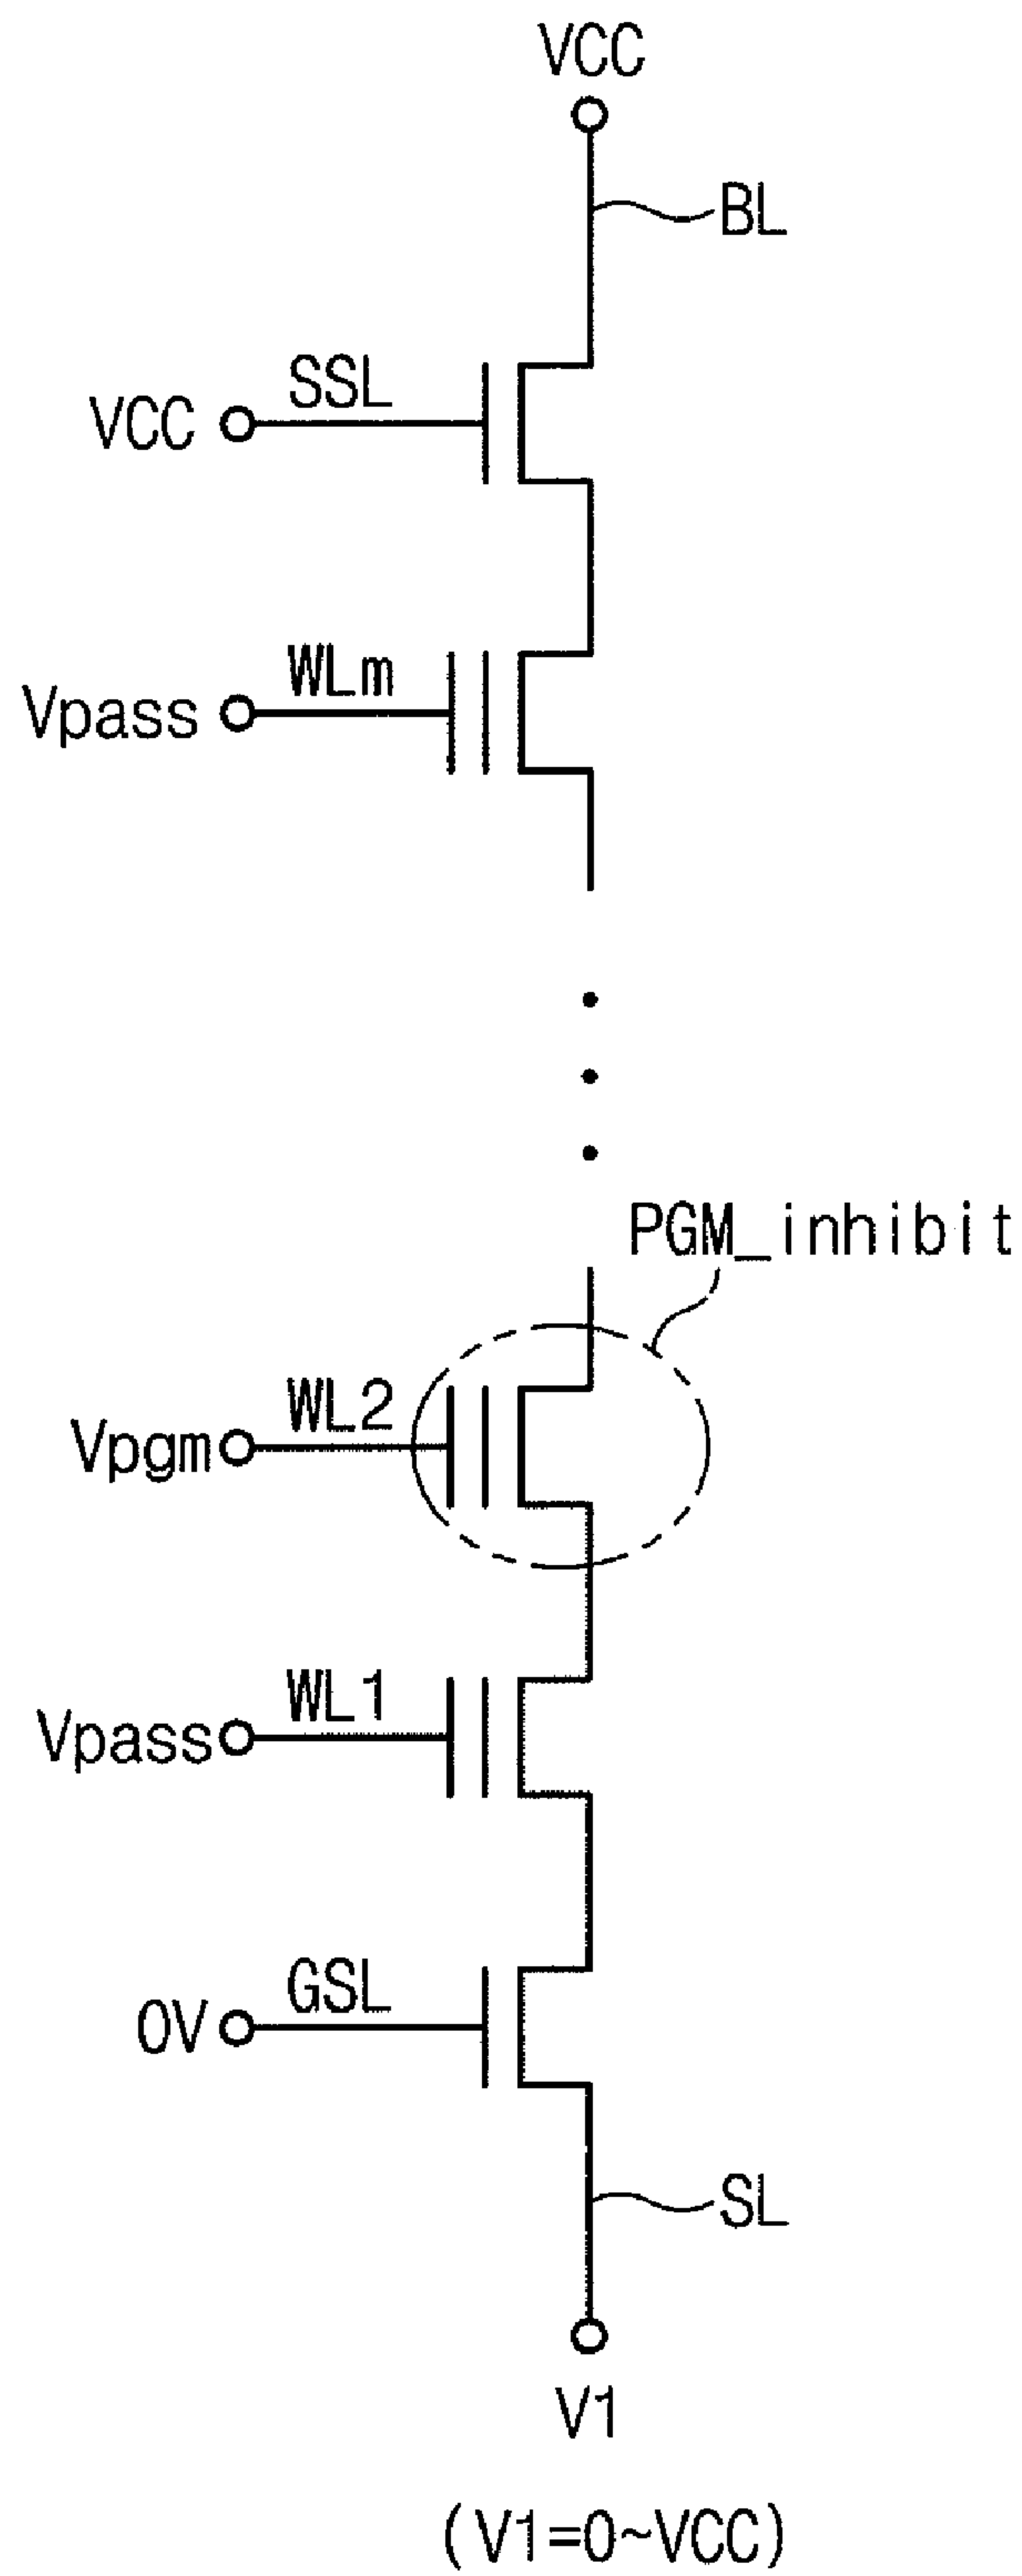 VCC
BL
SSL
VCC
WLm
Vpass
PGM_inhibit
WL2
Vpgm
WL1
Vpass
GSL
0V
SL
V1
(V1=0~VCC)